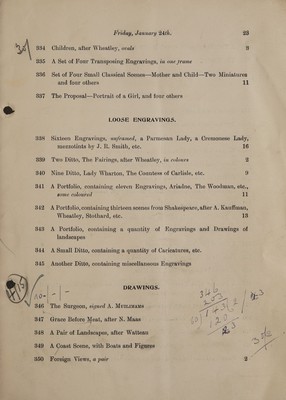 Friday, January 24th. 23
334 Children, after Wheatley, ovals 3
335 A Set of Four Transposing Engravings, in one frame
336 Set of Four Small Classical Scenes—Mother and Child—Two Miniatures
and four others 11
337 The Proposal—Portrait of a Girl, and four others
LOOSE ENGRAVINGS.
338 Sixteen Engravings, unframed, a Parmesan Lady, a Cremonese Lady,
mezzotints by J. R. Smith, etc. 16
339 Two Ditto, The Fairings, after Wheatley, in colours 2
340 Nine Ditto, Lady Wharton, The Countess of Carlisle, etc. 9
341 A Portfolio, containing eleven Engravings, Ariadne, The Woodman, etc.,
some coloured 11
342 A Portfolio, containing thirteen scenes from Shakespeare, after A. Kauffman,
Wheatley, Stothard, etc. 13
343 A Portfolio, containing a quantity of Engravings and Drawings of
landscapes
344 A Small Ditto, containing a quantity of Caricatures, etc.
345 Another Ditto, containing miscellaneous Engravings
DRAWINGS.
346 The Surgeon, signed A.
347 Grace Before Meat, after N. Maas
348 A Pair of Landscapes, after Watteau
349 A Coast Scene, with Boats and Figures
350 Foreign Views, a pair 2
346